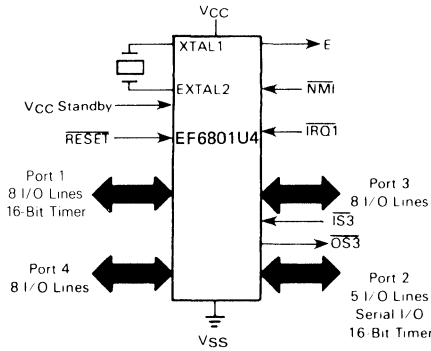 VCC
XTAL1
E
EXTAL2
NMI
VCC Standby
RESET
EF6801U4
IRQ1
Port 1
8 I/O Lines
16-Bit Timer
Port 3
8 I/O Lines
IS3
OS3
Port 4
8 I/O Lines
Port 2
5 I/O Lines
Serial I/O
16-Bit Timer
VSS